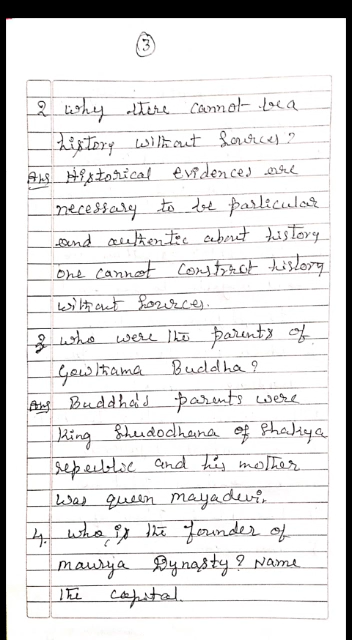 3
2 why there cannot be a
history without sources?
Ans Historical evidences are
necessary to be particular
and authentic about history
one cannot constract history
without sources.
3 who were the parents of
Gowthama Buddha?
Ans Buddha's parents were
King Shudodhana of Shakya
republic and his mother
was queen mayadevi.
4. who is the founder of
maurya Dynasty? Name
the capital.